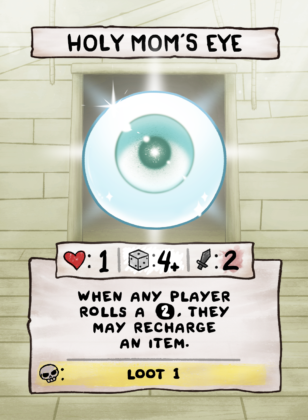 HOLY MOM'S EYE
:1 :4+ :2
WHEN ANY PLAYER
ROLLS A 2, THEY
MAY RECHARGE
AN ITEM.
: LOOT 1